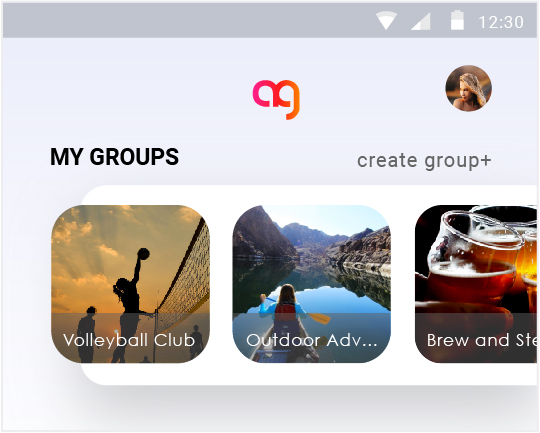 12:30
ag
MY GROUPS
create group+
Volleyball Club
Outdoor Adv...
Brew and Ste